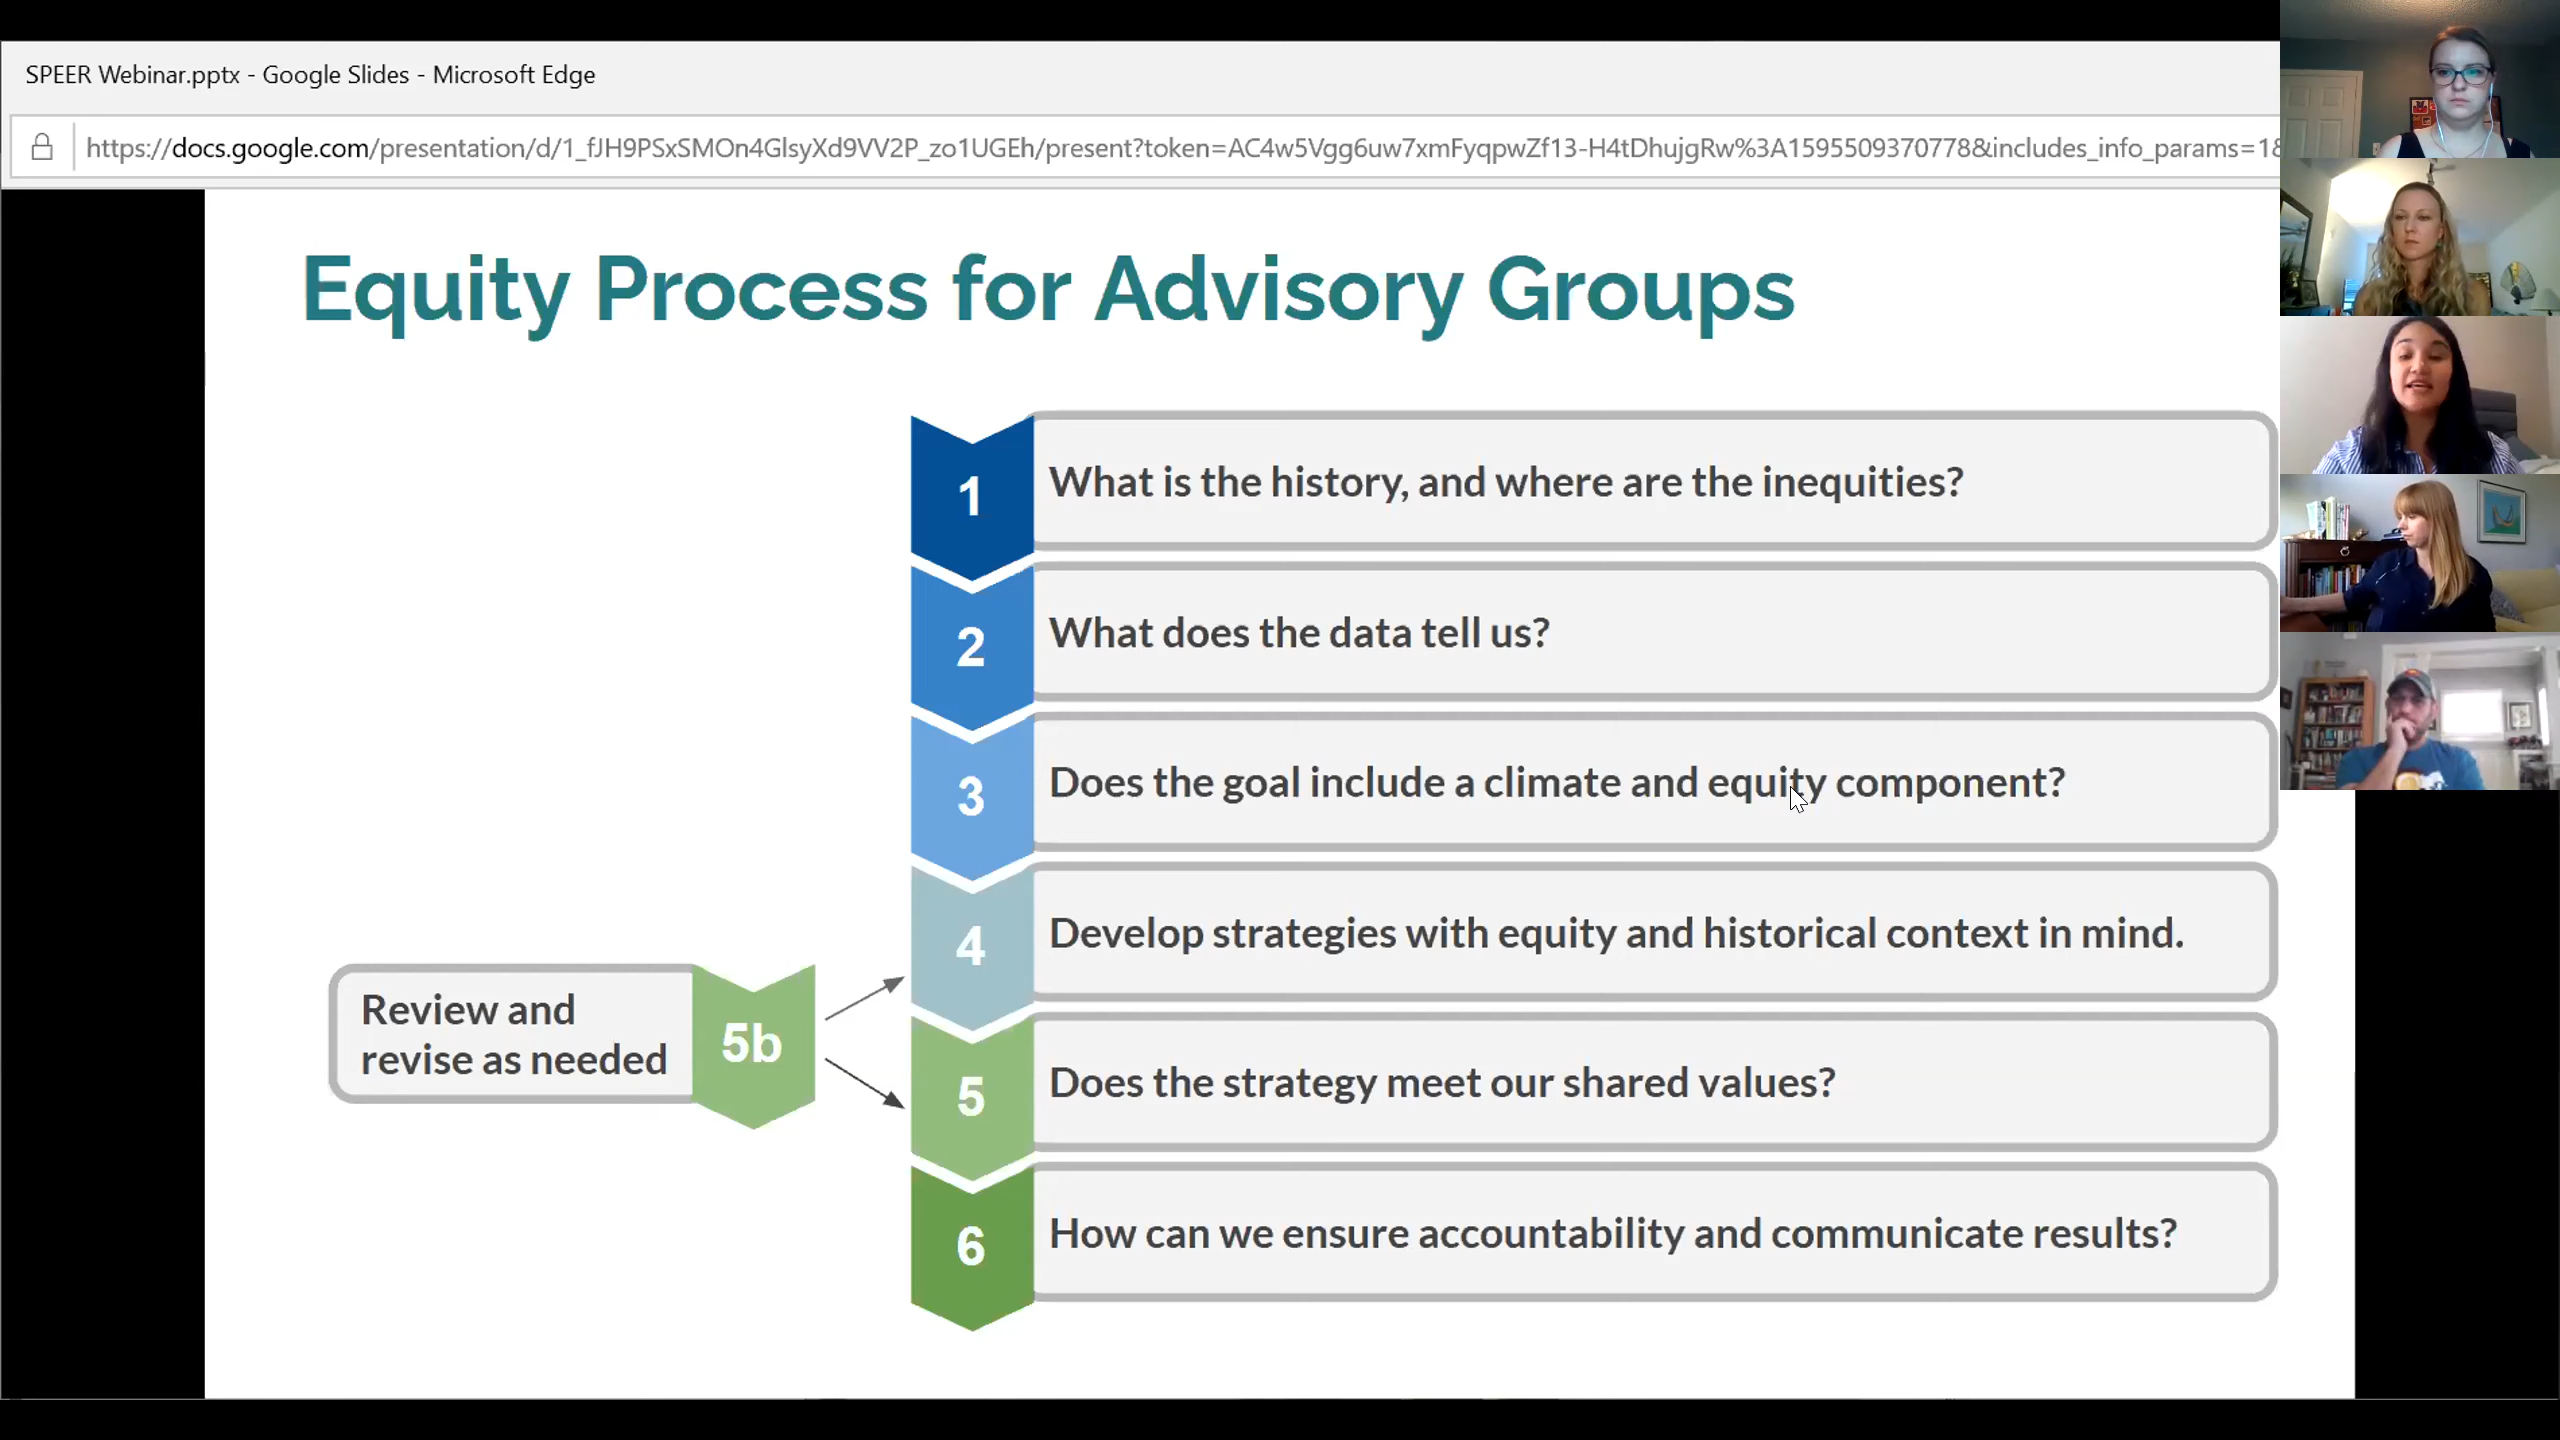 SPEER Webinar.pptx - Google Slides - Microsoft Edge
https://docs.google.com/presentation/d/1_fJH9PSxSMOn4GlsyXd9VV2P_zo1UGEh/present?token=AC4w5Vgg6uw7xmFyqpwZf13-H4tDhujgRw%3A1595509370778&includes_info_params=1&
Equity Process for Advisory Groups
1 What is the history, and where are the inequities?
2 What does the data tell us?
3 Does the goal include a climate and equity component?
4 Develop strategies with equity and historical context in mind.
Review and
revise as needed
5b
5 Does the strategy meet our shared values?
6 How can we ensure accountability and communicate results?